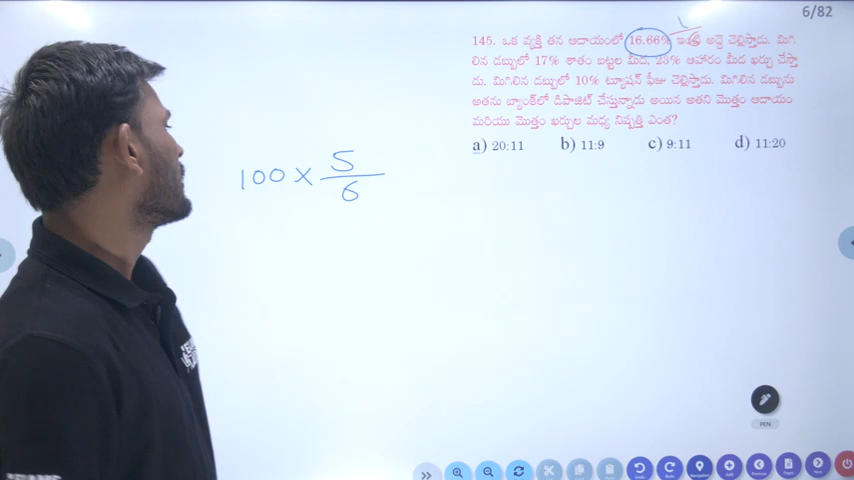 6/82
145. ఒక వ్యక్తి తన ఆదాయంలో 16.66% ఇంటి అద్దె చెల్లిస్తాడు. మిగి
లిన డబ్బులో 17% శాతం బట్టల మీద, 23% ఆహారం మీద ఖర్చు చేస్తా
డు. మిగిలిన డబ్బులో 10% ట్యూషన్ ఫీజు చెల్లిస్తాడు. మిగిలిన డబ్బును
అతను బ్యాంక్‌లో డిపాజిట్ చేస్తున్నాడు అయిన అతని మొత్తం ఆదాయం
మరియు మొత్తం ఖర్చుల మధ్య నిష్పత్తి ఎంత?
a) 20:11 b) 11:9 c) 9:11 d) 11:20
100 × 5
6
PEN